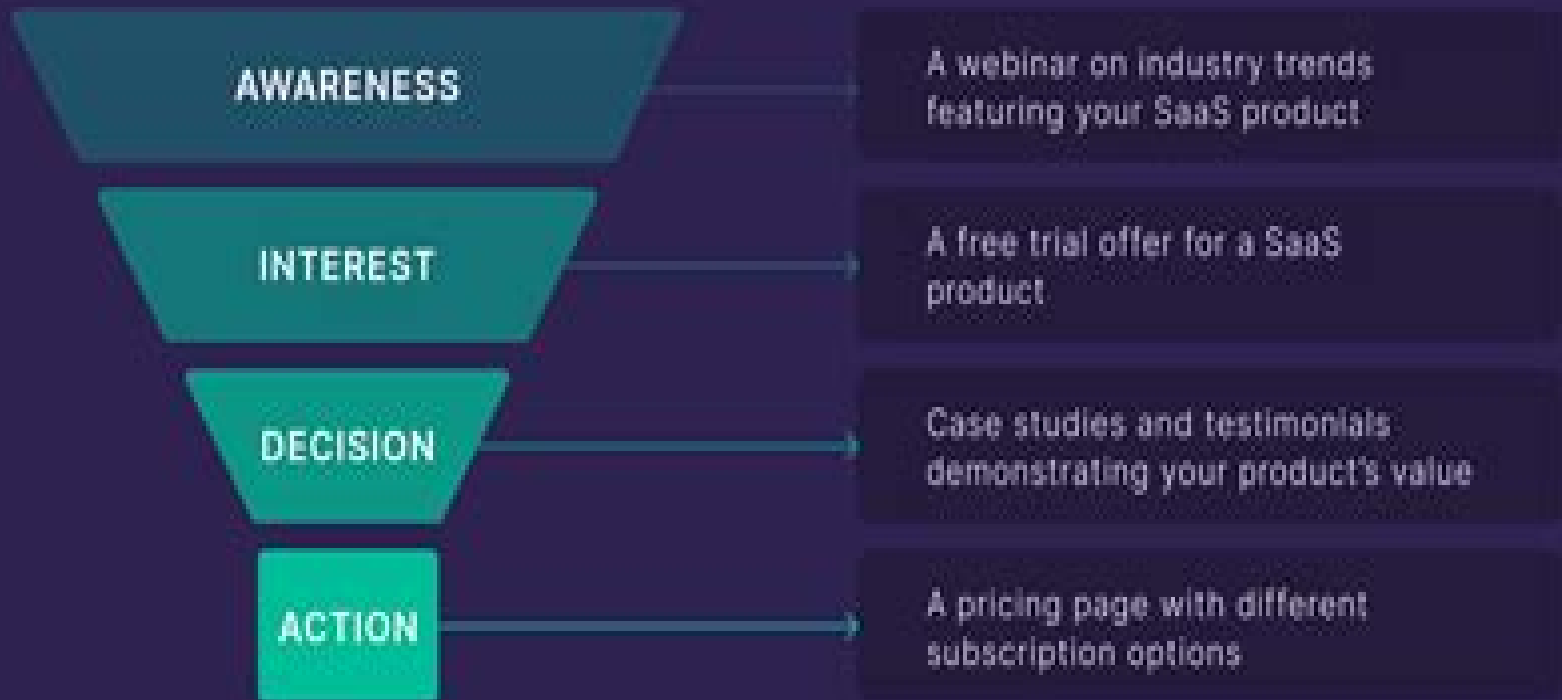 AWARENESS
A webinar on industry trends
featuring your SaaS product
INTEREST
A free trial offer for a SaaS
product
DECISION
Case studies and testimonials
demonstrating your product's value
ACTION
A pricing page with different
subscription options